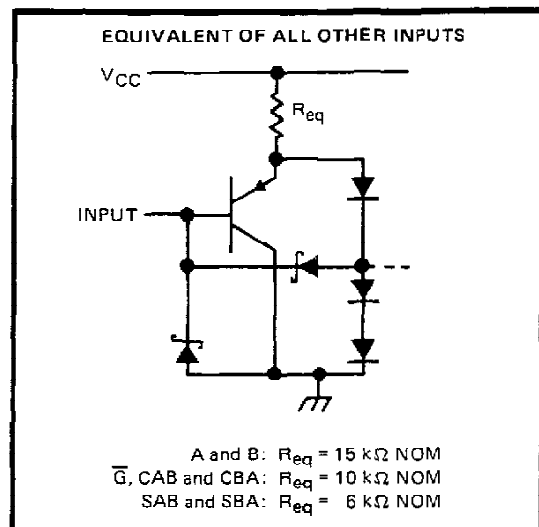 EQUIVALENT OF ALL OTHER INPUTS
VCC
Req
INPUT
A and B: Req = 15 kΩ NOM
G̅, CAB and CBA: Req = 10 kΩ NOM
SAB and SBA: Req = 6 kΩ NOM